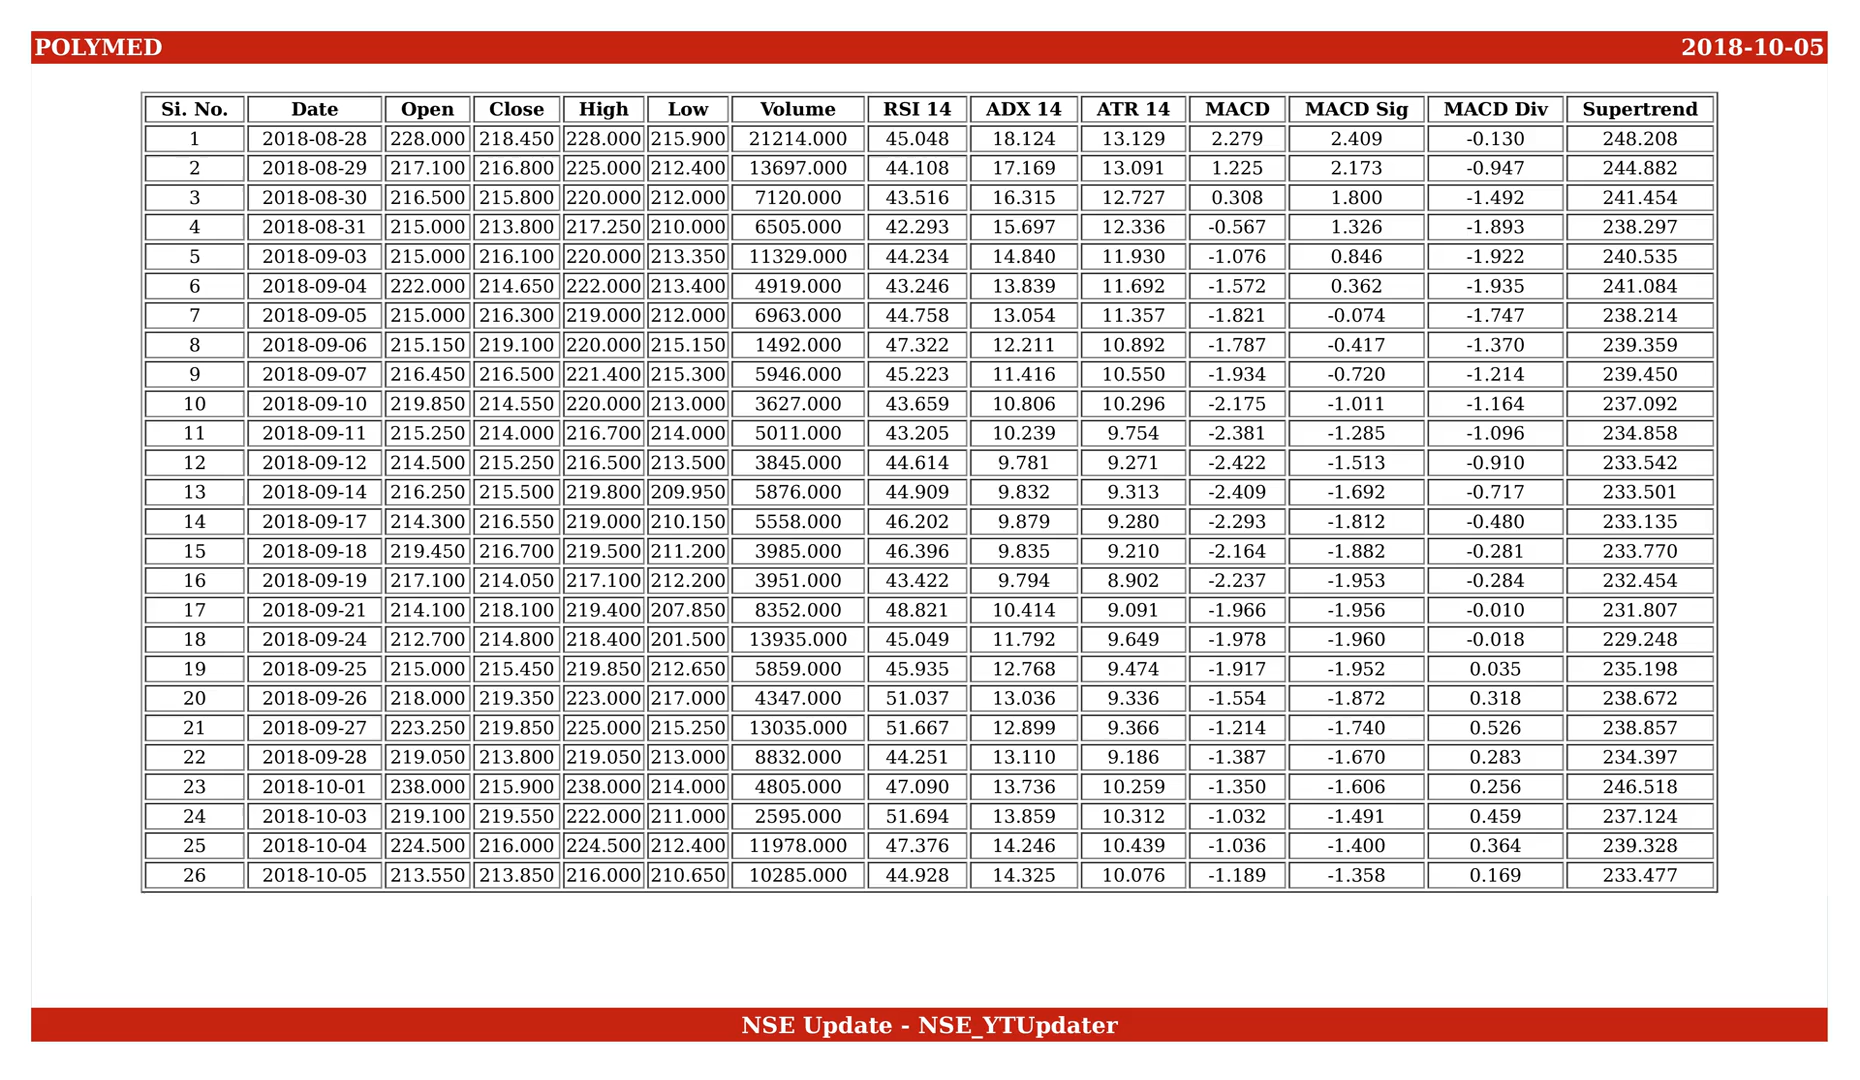 POLYMED 2018-10-05
Si. No. Date Open Close High Low Volume RSI 14 ADX 14 ATR 14 MACD MACD Sig MACD Div Supertrend
1 2018-08-28 228.000 218.450 228.000 215.900 21214.000 45.048 18.124 13.129 2.279 2.409 -0.130 248.208
2 2018-08-29 217.100 216.800 225.000 212.400 13697.000 44.108 17.169 13.091 1.225 2.173 -0.947 244.882
3 2018-08-30 216.500 215.800 220.000 212.000 7120.000 43.516 16.315 12.727 0.308 1.800 -1.492 241.454
4 2018-08-31 215.000 213.800 217.250 210.000 6505.000 42.293 15.697 12.336 -0.567 1.326 -1.893 238.297
5 2018-09-03 215.000 216.100 220.000 213.350 11329.000 44.234 14.840 11.930 -1.076 0.846 -1.922 240.535
6 2018-09-04 222.000 214.650 222.000 213.400 4919.000 43.246 13.839 11.692 -1.572 0.362 -1.935 241.084
7 2018-09-05 215.000 216.300 219.000 212.000 6963.000 44.758 13.054 11.357 -1.821 -0.074 -1.747 238.214
8 2018-09-06 215.150 219.100 220.000 215.150 1492.000 47.322 12.211 10.892 -1.787 -0.417 -1.370 239.359
9 2018-09-07 216.450 216.500 221.400 215.300 5946.000 45.223 11.416 10.550 -1.934 -0.720 -1.214 239.450
10 2018-09-10 219.850 214.550 220.000 213.000 3627.000 43.659 10.806 10.296 -2.175 -1.011 -1.164 237.092
11 2018-09-11 215.250 214.000 216.700 214.000 5011.000 43.205 10.239 9.754 -2.381 -1.285 -1.096 234.858
12 2018-09-12 214.500 215.250 216.500 213.500 3845.000 44.614 9.781 9.271 -2.422 -1.513 -0.910 233.542
13 2018-09-14 216.250 215.500 219.800 209.950 5876.000 44.909 9.832 9.313 -2.409 -1.692 -0.717 233.501
14 2018-09-17 214.300 216.550 219.000 210.150 5558.000 46.202 9.879 9.280 -2.293 -1.812 -0.480 233.135
15 2018-09-18 219.450 216.700 219.500 211.200 3985.000 46.396 9.835 9.210 -2.164 -1.882 -0.281 233.770
16 2018-09-19 217.100 214.050 217.100 212.200 3951.000 43.422 9.794 8.902 -2.237 -1.953 -0.284 232.454
17 2018-09-21 214.100 218.100 219.400 207.850 8352.000 48.821 10.414 9.091 -1.966 -1.956 -0.010 231.807
18 2018-09-24 212.700 214.800 218.400 201.500 13935.000 45.049 11.792 9.649 -1.978 -1.960 -0.018 229.248
19 2018-09-25 215.000 215.450 219.850 212.650 5859.000 45.935 12.768 9.474 -1.917 -1.952 0.035 235.198
20 2018-09-26 218.000 219.350 223.000 217.000 4347.000 51.037 13.036 9.336 -1.554 -1.872 0.318 238.672
21 2018-09-27 223.250 219.850 225.000 215.250 13035.000 51.667 12.899 9.366 -1.214 -1.740 0.526 238.857
22 2018-09-28 219.050 213.800 219.050 213.000 8832.000 44.251 13.110 9.186 -1.387 -1.670 0.283 234.397
23 2018-10-01 238.000 215.900 238.000 214.000 4805.000 47.090 13.736 10.259 -1.350 -1.606 0.256 246.518
24 2018-10-03 219.100 219.550 222.000 211.000 2595.000 51.694 13.859 10.312 -1.032 -1.491 0.459 237.124
25 2018-10-04 224.500 216.000 224.500 212.400 11978.000 47.376 14.246 10.439 -1.036 -1.400 0.364 239.328
26 2018-10-05 213.550 213.850 216.000 210.650 10285.000 44.928 14.325 10.076 -1.189 -1.358 0.169 233.477
NSE Update - NSE_YTUpdater